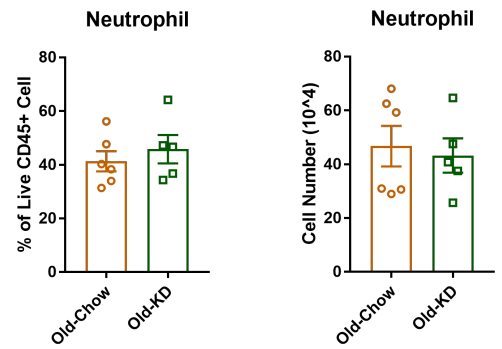 Neutrophil
% of Live CD45+ Cell
80
60
40
20
0
Old-Chow
Old-KD
Neutrophil
Cell Number (10^4)
80
60
40
20
0
Old-Chow
Old-KD